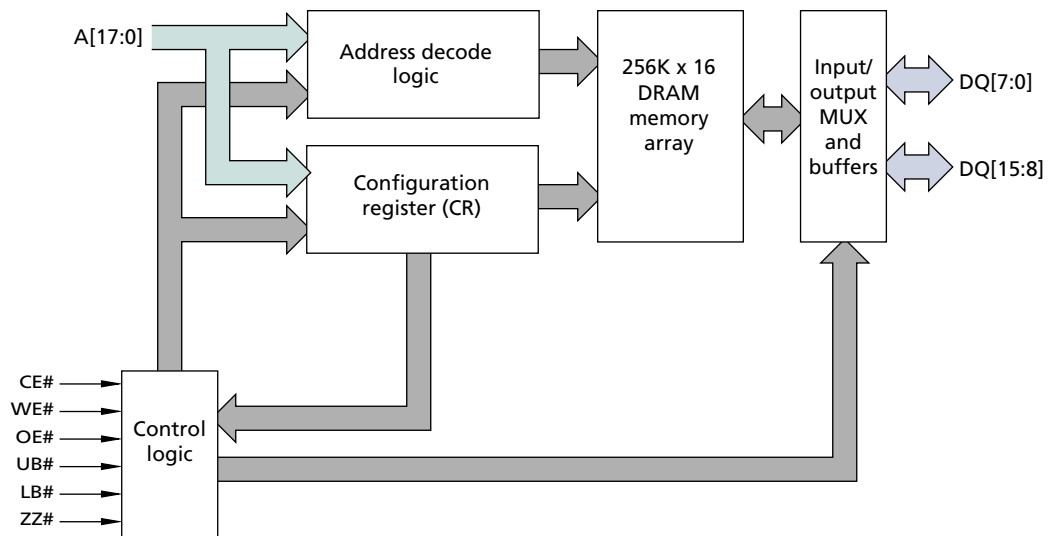 A[17:0]
Address decode
logic
Configuration
register (CR)
256K x 16
DRAM
memory
array
Input/
output
MUX
and
buffers
DQ[7:0]
DQ[15:8]
CE#
WE#
OE#
UB#
LB#
ZZ#
Control
logic